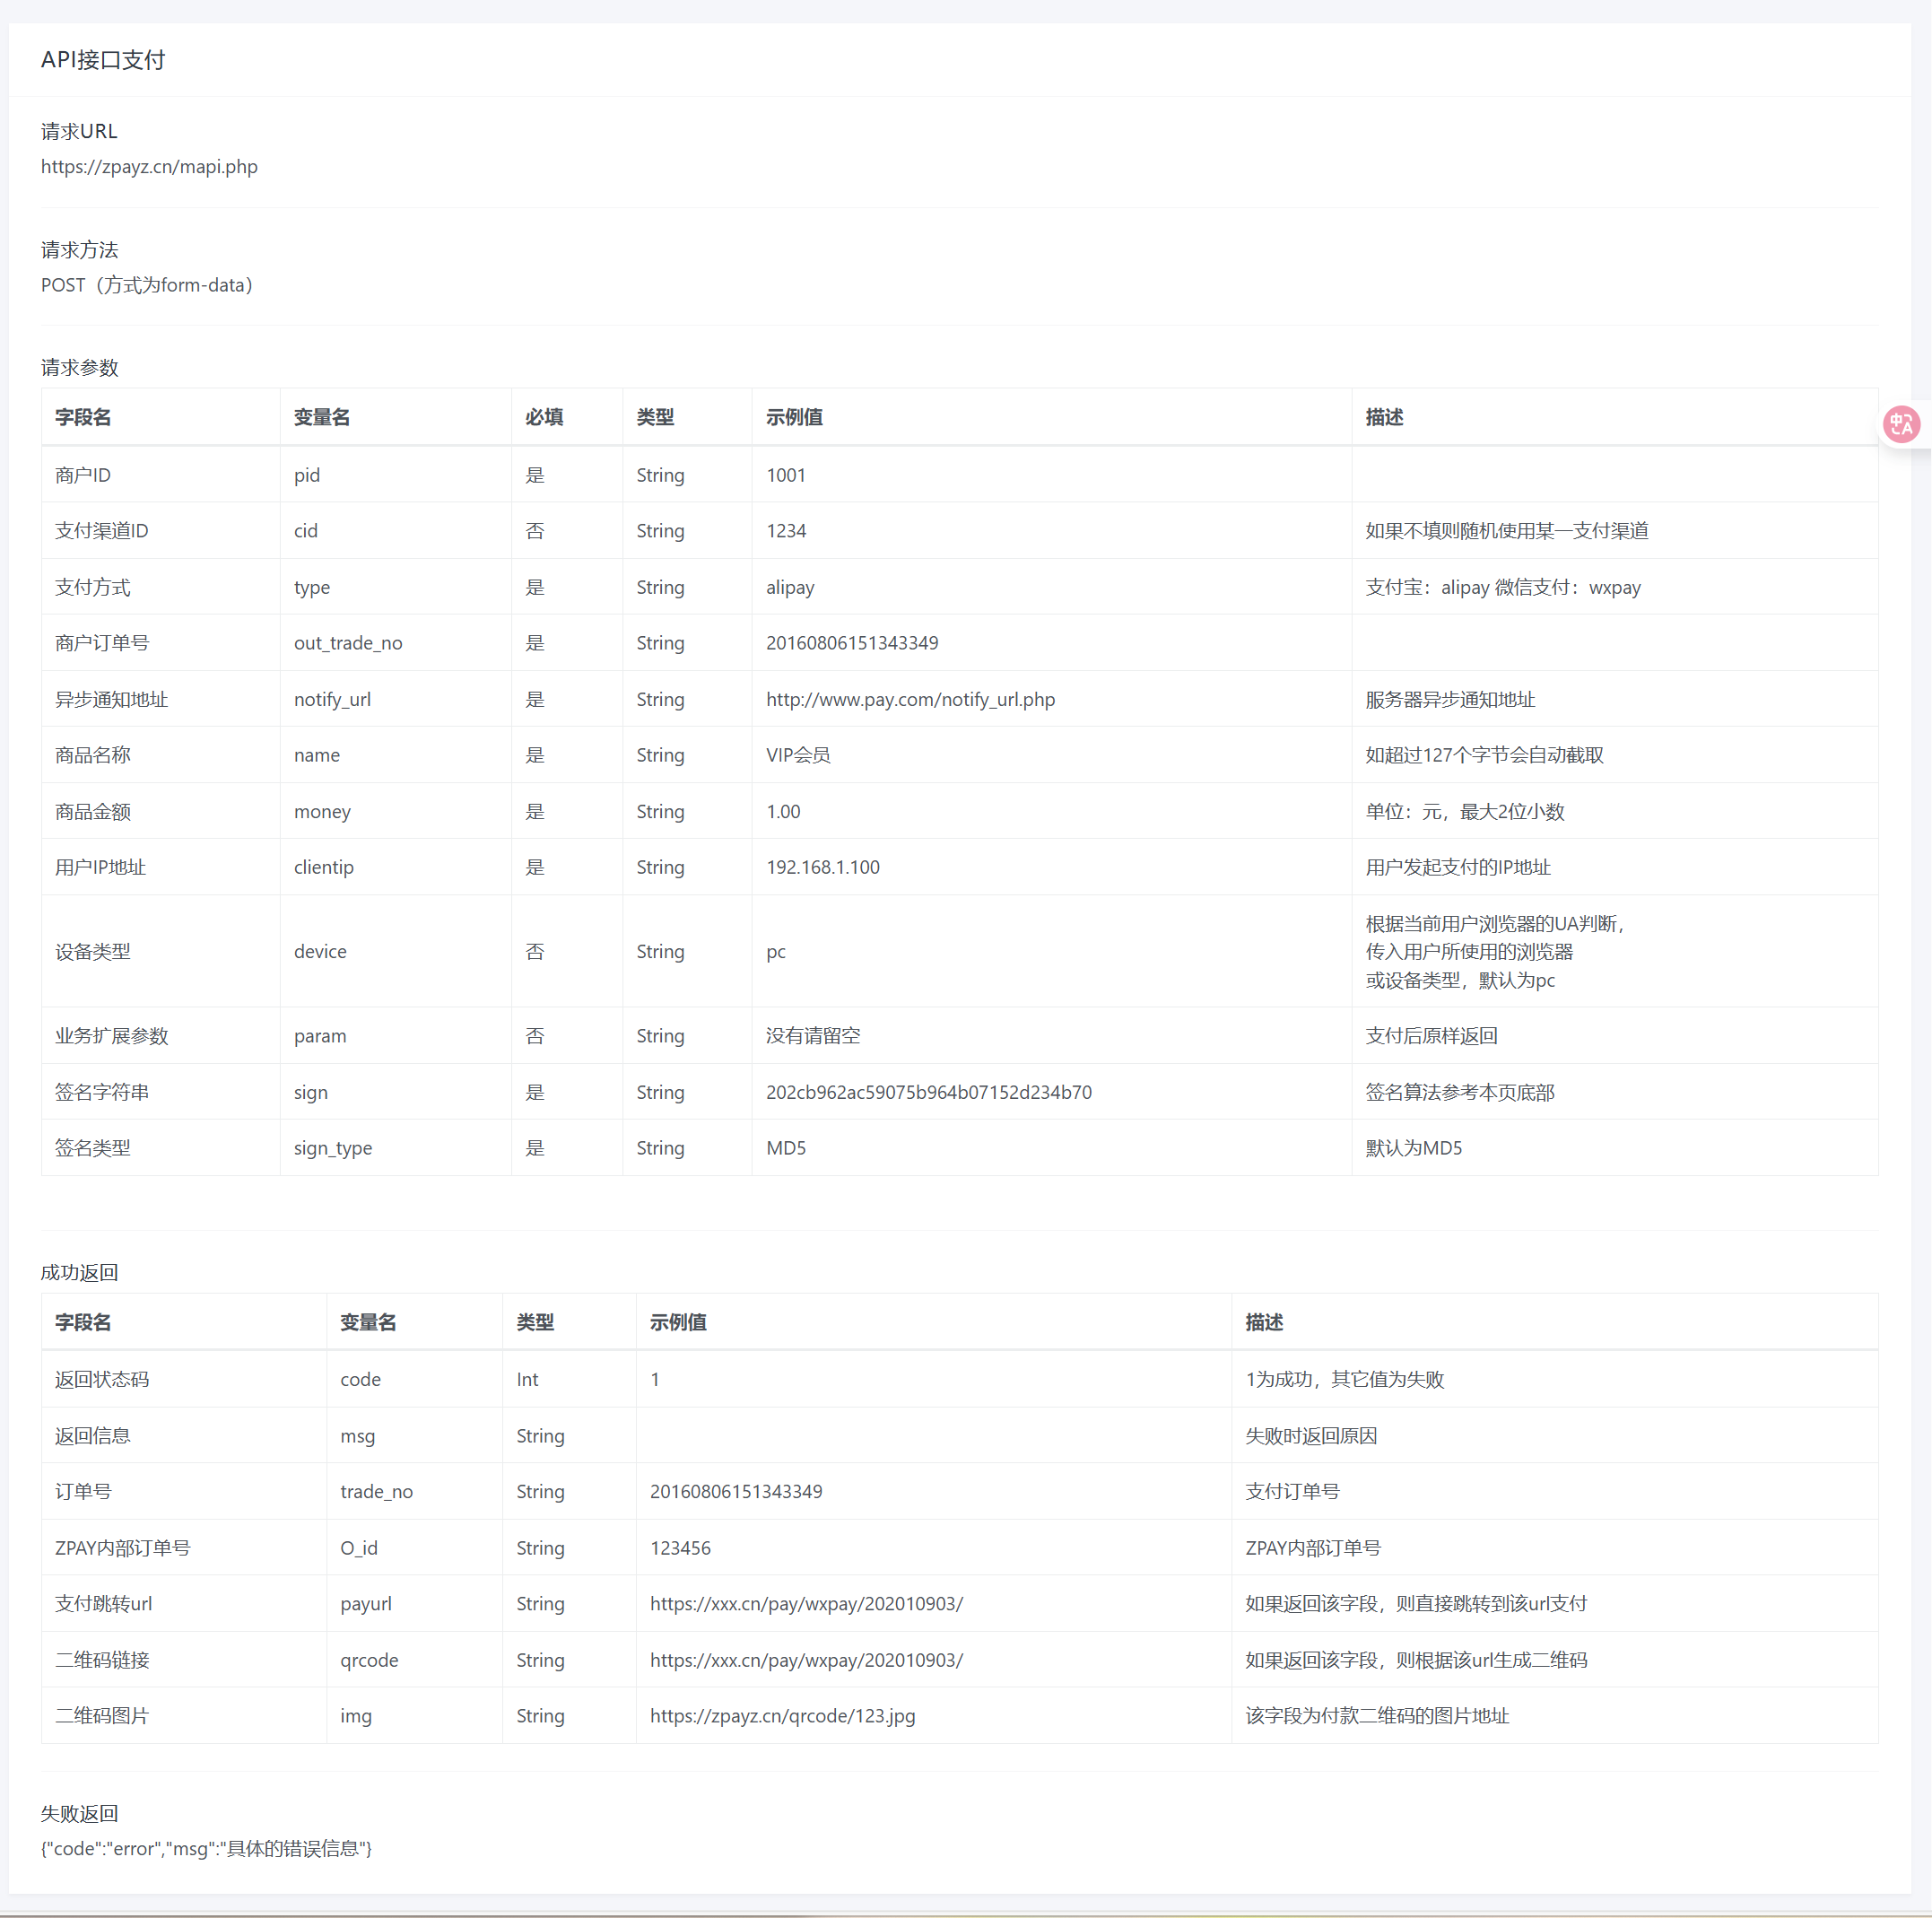 API接口支付
请求URL
https://zpayz.cn/mapi.php
请求方法
POST（方式为form-data）
请求参数
字段名 变量名 必填 类型 示例值 描述
商户ID pid 是 String 1001
支付渠道ID cid 否 String 1234 如果不填则随机使用某一支付渠道
支付方式 type 是 String alipay 支付宝：alipay 微信支付：wxpay
商户订单号 out_trade_no 是 String 20160806151343349
异步通知地址 notify_url 是 String http://www.pay.com/notify_url.php 服务器异步通知地址
商品名称 name 是 String VIP会员 如超过127个字节会自动截取
商品金额 money 是 String 1.00 单位：元，最大2位小数
用户IP地址 clientip 是 String 192.168.1.100 用户发起支付的IP地址
设备类型 device 否 String pc 根据当前用户浏览器的UA判断，
传入用户所使用的浏览器
或设备类型，默认为pc
业务扩展参数 param 否 String 没有请留空 支付后原样返回
签名字符串 sign 是 String 202cb962ac59075b964b07152d234b70 签名算法参考本页底部
签名类型 sign_type 是 String MD5 默认为MD5
成功返回
字段名 变量名 类型 示例值 描述
返回状态码 code Int 1 1为成功，其它值为失败
返回信息 msg String 失败时返回原因
订单号 trade_no String 20160806151343349 支付订单号
ZPAY内部订单号 O_id String 123456 ZPAY内部订单号
支付跳转url payurl String https://xxx.cn/pay/wxpay/202010903/ 如果返回该字段，则直接跳转到该url支付
二维码链接 qrcode String https://xxx.cn/pay/wxpay/202010903/ 如果返回该字段，则根据该url生成二维码
二维码图片 img String https://zpayz.cn/qrcode/123.jpg 该字段为付款二维码的图片地址
失败返回
{"code":"error","msg":"具体的错误信息"}
中A